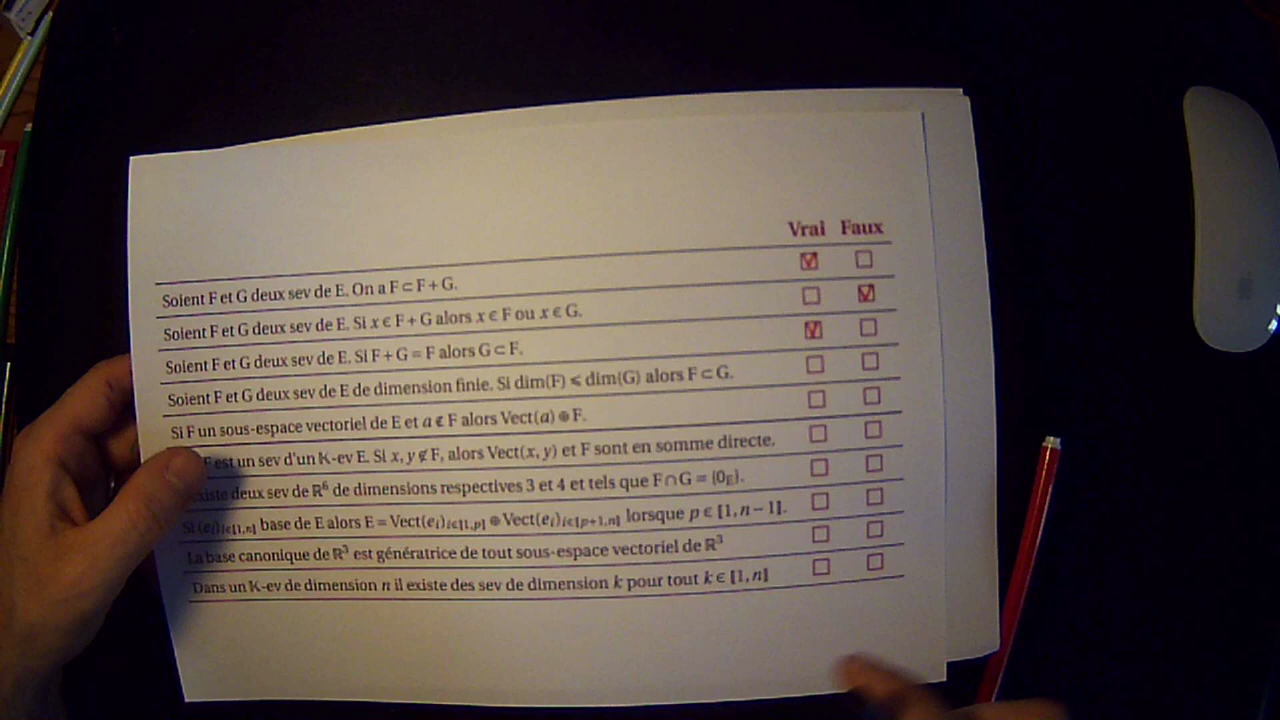 Vrai Faux
Soient F et G deux sev de E. On a F ⊂ F + G.
Soient F et G deux sev de E. Si x ∈ F + G alors x ∈ F ou x ∈ G.
Soient F et G deux sev de E. Si F + G = F alors G ⊂ F.
Soient F et G deux sev de E de dimension finie. Si dim(F) ⩽ dim(G) alors F ⊂ G.
Si F un sous-espace vectoriel de E et a ∉ F alors Vect(a) ⊕ F.
F est un sev d'un K-ev E. Si x, y ∉ F, alors Vect(x, y) et F sont en somme directe.
deux sev de ℝ⁶ de dimensions respectives 3 et 4 et tels que F ∩ G = {0_E}.
Si (e_i)_{i∈[1,n]} base de E alors E = Vect(e_i)_{i∈[1,p]} ⊕ Vect(e_i)_{i∈[p+1,n]} lorsque p ∈ [1, n − 1].
La base canonique de ℝ³ est génératrice de tout sous-espace vectoriel de ℝ³
Dans un K-ev de dimension n il existe des sev de dimension k pour tout k ∈ [1, n]